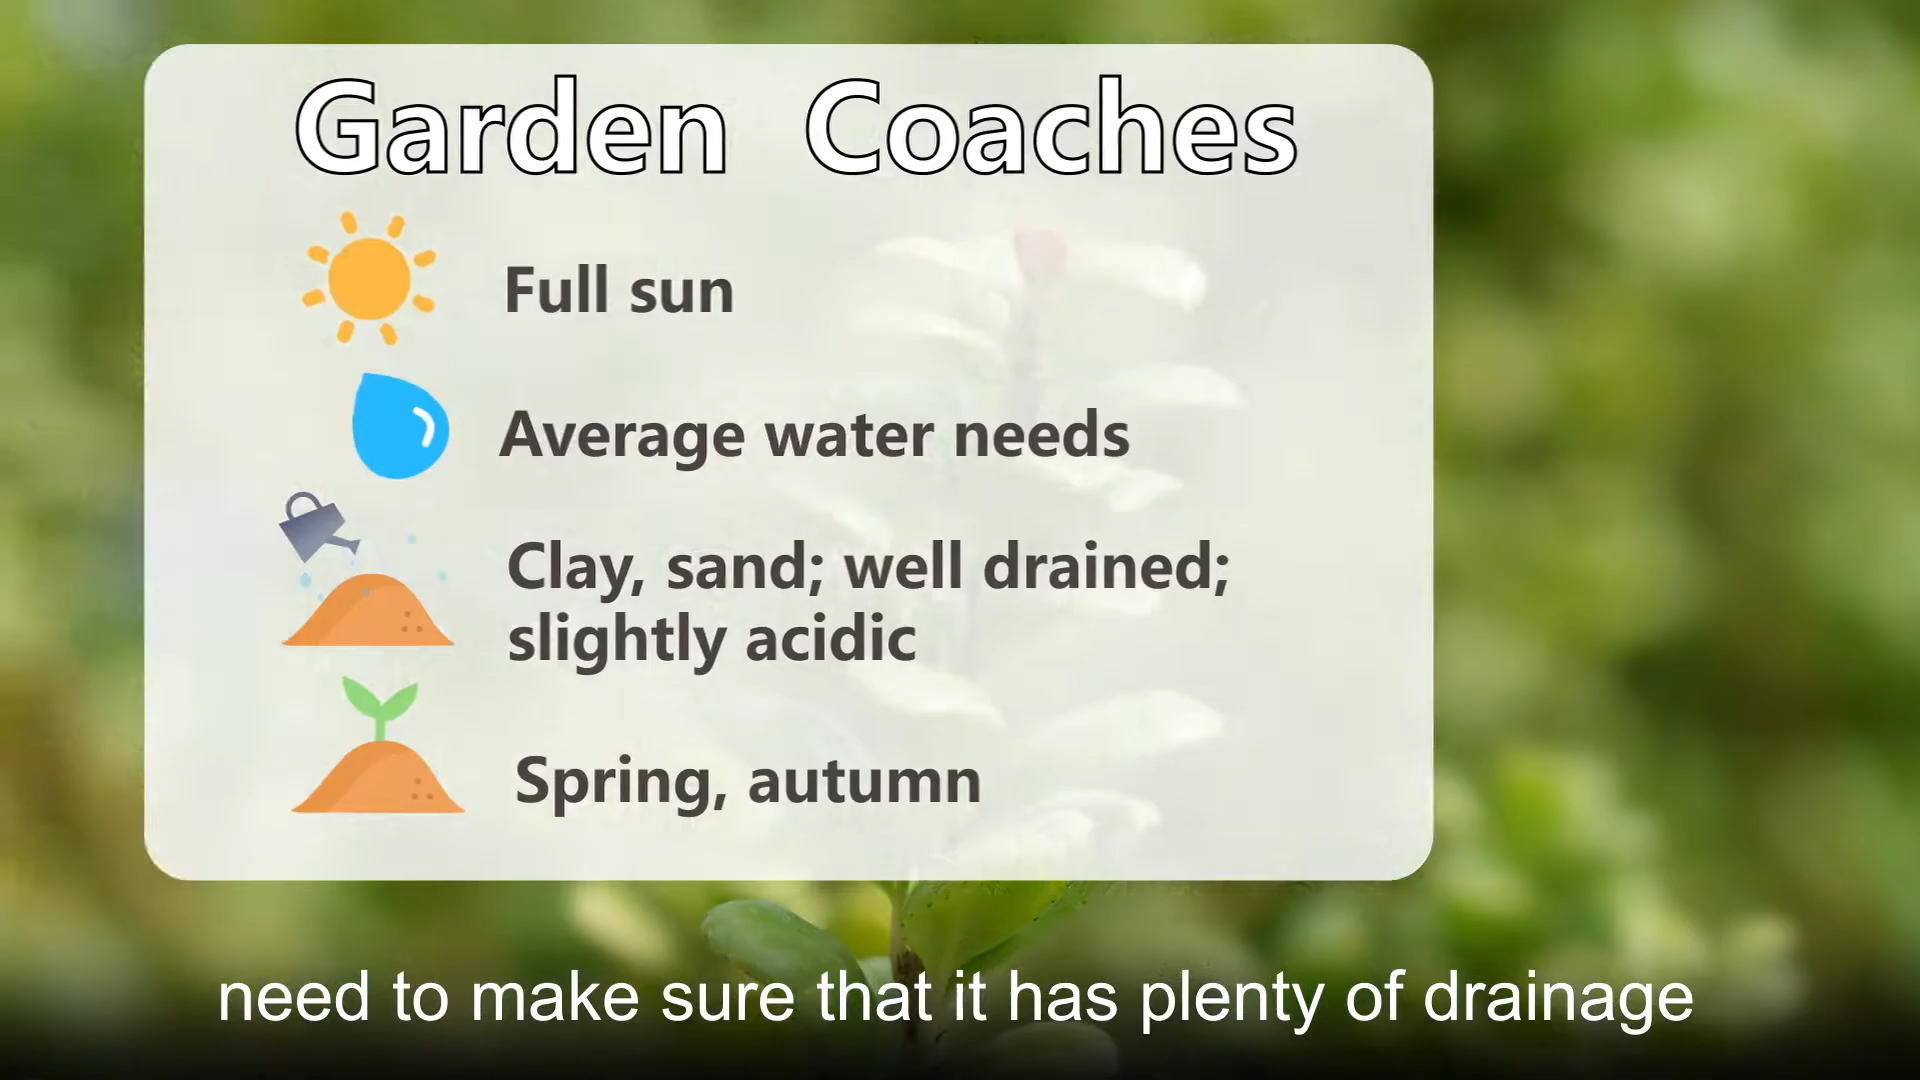 Garden Coaches
Full sun
Average water needs
Clay, sand; well drained;
slightly acidic
Spring, autumn
need to make sure that it has plenty of drainage